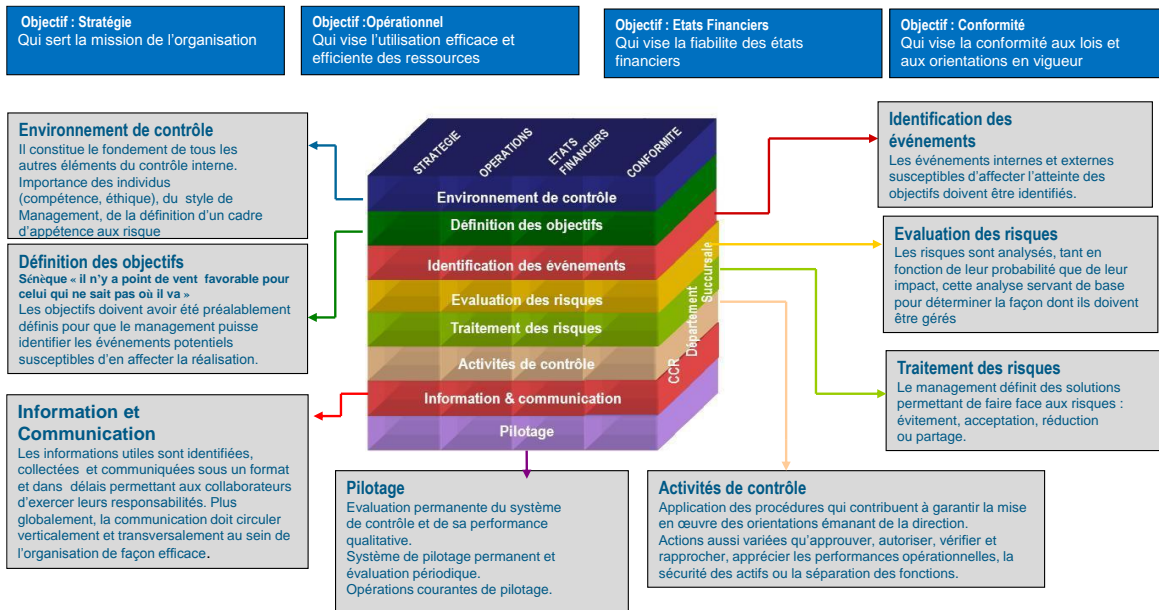 Objectif : Stratégie
Qui sert la mission de l'organisation
Objectif :Opérationnel
Qui vise l'utilisation efficace et
efficiente des ressources
Objectif : Etats Financiers
Qui vise la fiabilite des états
financiers
Objectif : Conformité
Qui vise la conformité aux lois et
aux orientations en vigueur
Environnement de contrôle
Il constitue le fondement de tous les
autres éléments du contrôle interne.
Importance des individus
(compétence, éthique), du style de
Management, de la définition d'un cadre
d'appétence aux risque
Définition des objectifs
Sénèque « il n'y a point de vent favorable pour
celui qui ne sait pas où il va »
Les objectifs doivent avoir été préalablement
définis pour que le management puisse
identifier les événements potentiels
susceptibles d'en affecter la réalisation.
Information et
Communication
Les informations utiles sont identifiées,
collectées et communiquées sous un format
et dans délais permettant aux collaborateurs
d'exercer leurs responsabilités. Plus
globalement, la communication doit circuler
verticalement et transversalement au sein de
l'organisation de façon efficace.
STRATEGIE
OPERATIONS
ETATS
FINANCIERS
CONFORMITE
Environnement de contrôle
Définition des objectifs
Identification des événements
Evaluation des risques
Traitement des risques
Activités de contrôle
Information & communication
Pilotage
CCR
Département
Succursale
Identification des
événements
Les événements internes et externes
susceptibles d'affecter l'atteinte des
objectifs doivent être identifiés.
Evaluation des risques
Les risques sont analysés, tant en
fonction de leur probabilité que de leur
impact, cette analyse servant de base
pour déterminer la façon dont ils doivent
être gérés
Traitement des risques
Le management définit des solutions
permettant de faire face aux risques :
évitement, acceptation, réduction
ou partage.
Pilotage
Evaluation permanente du système
de contrôle et de sa performance
qualitative.
Système de pilotage permanent et
évaluation périodique.
Opérations courantes de pilotage.
Activités de contrôle
Application des procédures qui contribuent à garantir la mise
en œuvre des orientations émanant de la direction.
Actions aussi variées qu'approuver, autoriser, vérifier et
rapprocher, apprécier les performances opérationnelles, la
sécurité des actifs ou la séparation des fonctions.